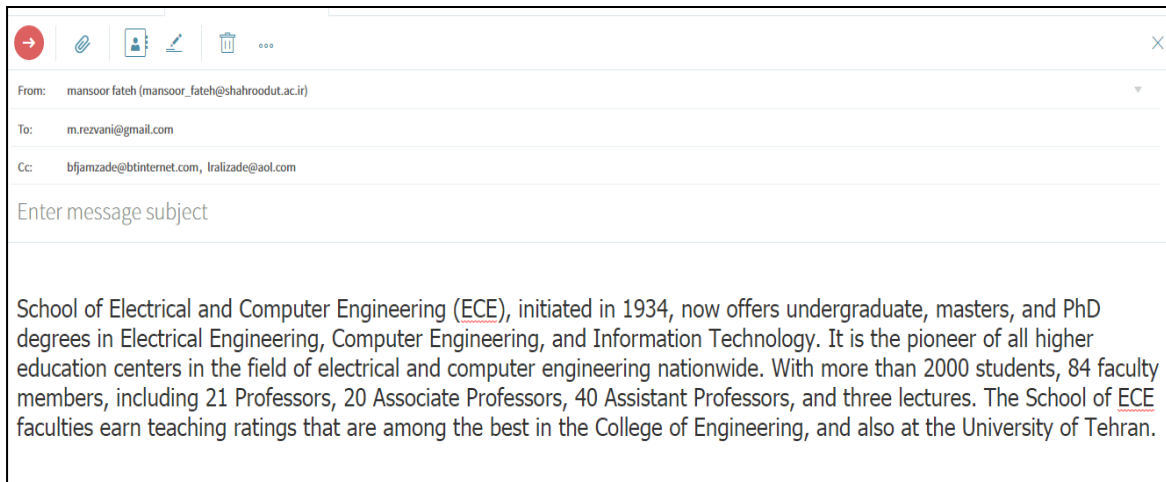 From: mansoor fateh (mansoor_fateh@shahroodut.ac.ir)
To: m.rezvani@gmail.com
Cc: bfjamzade@btinternet.com, lralizade@aol.com
Enter message subject
School of Electrical and Computer Engineering (ECE), initiated in 1934, now offers undergraduate, masters, and PhD
degrees in Electrical Engineering, Computer Engineering, and Information Technology. It is the pioneer of all higher
education centers in the field of electrical and computer engineering nationwide. With more than 2000 students, 84 faculty
members, including 21 Professors, 20 Associate Professors, 40 Assistant Professors, and three lectures. The School of ECE
faculties earn teaching ratings that are among the best in the College of Engineering, and also at the University of Tehran.